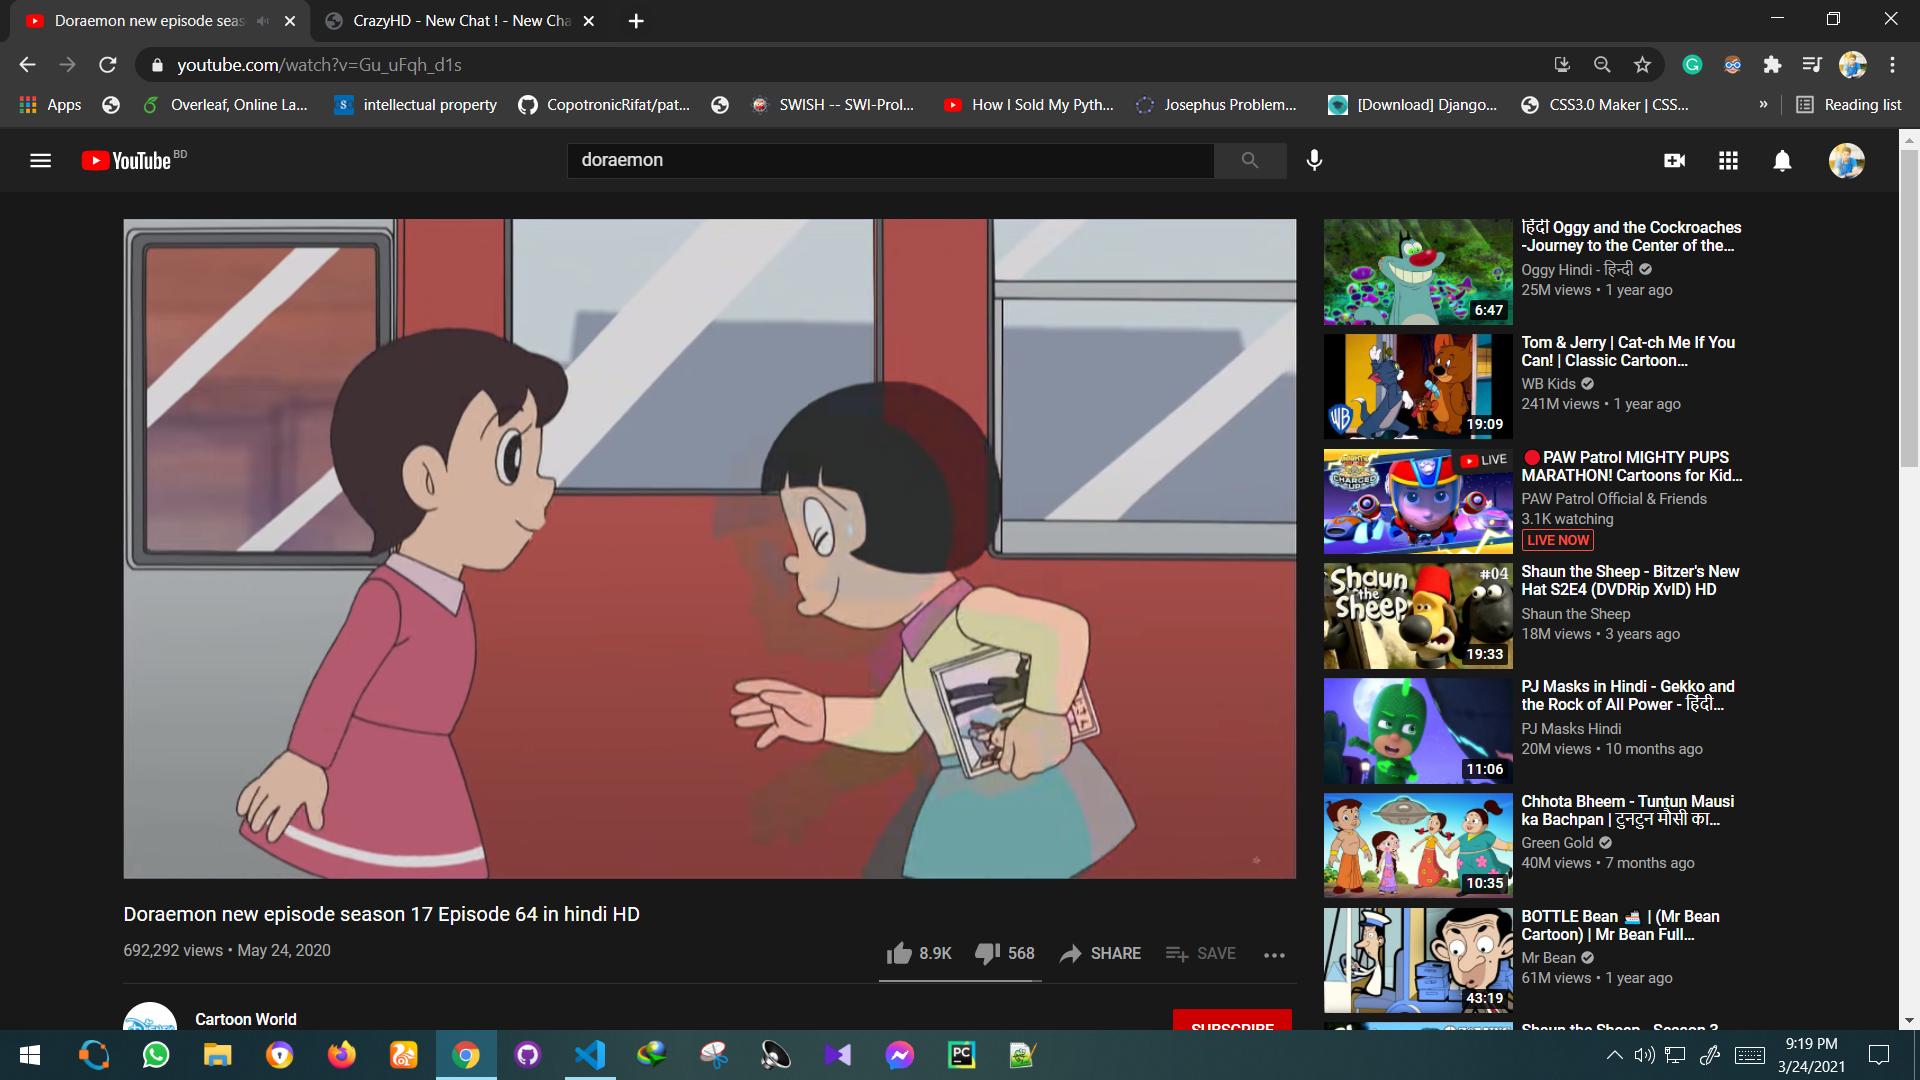 Doraemon new episode seas
CrazyHD - New Chat ! - New Cha
youtube.com/watch?v=Gu_uFqh_d1s
Apps
Overleaf, Online La...
intellectual property
CopotronicRifat/pat...
SWISH -- SWI-Prol...
How I Sold My Pyth...
Josephus Problem...
[Download] Django...
CSS3.0 Maker | CSS...
»
Reading list
YouTube BD
doraemon
हिंदी Oggy and the Cockroaches
-Journey to the Center of the...
Oggy Hindi - हिन्दी
25M views • 1 year ago
6:47
Tom & Jerry | Cat-ch Me If You
Can! | Classic Cartoon...
WB Kids
241M views • 1 year ago
WB
19:09
PAW Patrol MIGHTY PUPS
MARATHON! Cartoons for Kid...
PAW Patrol Official & Friends
3.1K watching
LIVE NOW
LIVE
CHARGED UP
Shaun the Sheep - Bitzer's New
Hat S2E4 (DVDRip XvID) HD
Shaun the Sheep
18M views • 3 years ago
Shaun
the
Sheep
#04
19:33
PJ Masks in Hindi - Gekko and
the Rock of All Power - हिंदी...
PJ Masks Hindi
20M views • 10 months ago
11:06
Chhota Bheem - Tuntun Mausi
ka Bachpan | टुनटुन मौसी का...
Green Gold
40M views • 7 months ago
10:35
BOTTLE Bean | (Mr Bean
Cartoon) | Mr Bean Full...
Mr Bean
61M views • 1 year ago
43:19
Shaun the Sheep - Season 3
Doraemon new episode season 17 Episode 64 in hindi HD
692,292 views • May 24, 2020
8.9K
568
SHARE
SAVE
Cartoon World
SUBSCRIBE
PC
9:19 PM
3/24/2021